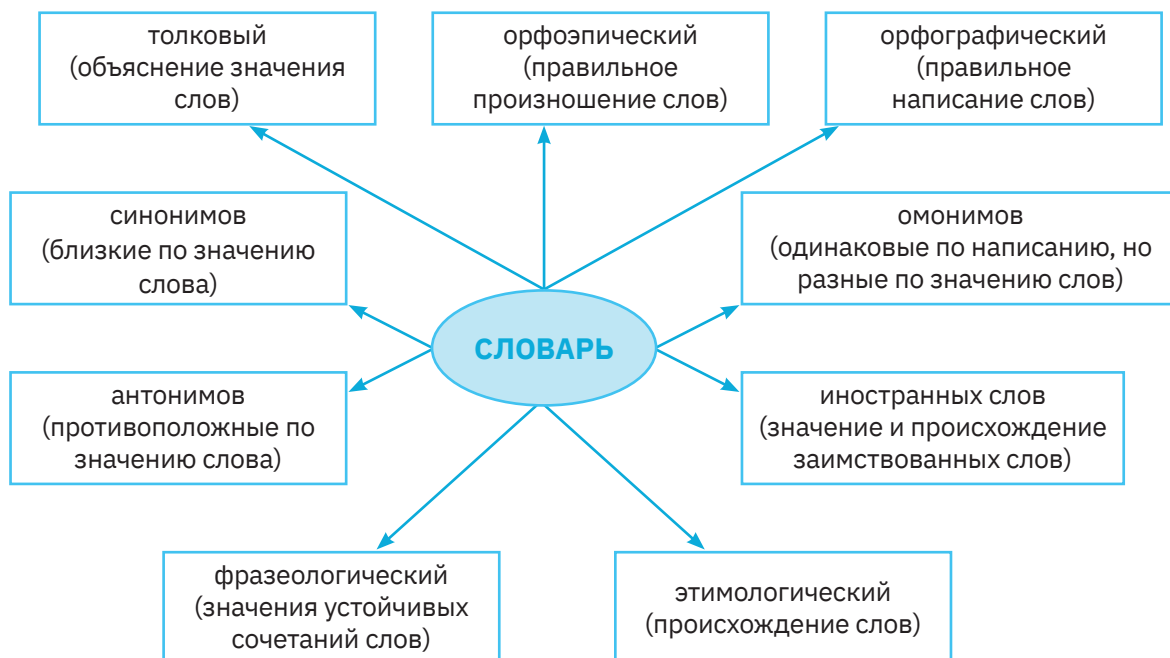 толковый
(объяснение значения
слов)
орфоэпический
(правильное
произношение слов)
орфографический
(правильное
написание слов)
синонимов
(близкие по значению
слова)
омонимов
(одинаковые по написанию, но
разные по значению слов)
СЛОВАРЬ
антонимов
(противоположные по
значению слова)
иностранных слов
(значение и происхождение
заимствованных слов)
фразеологический
(значения устойчивых
сочетаний слов)
этимологический
(происхождение слов)